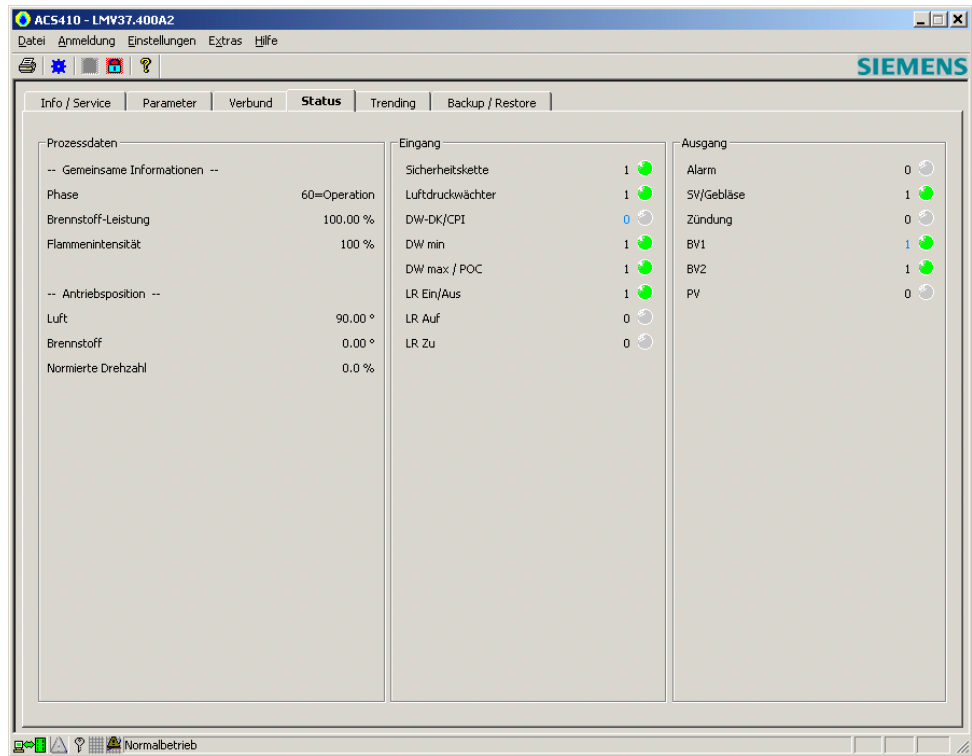 ACS410 - LMV37.400A2
Datei Anmeldung Einstellungen Extras Hilfe
SIEMENS
Info / Service Parameter Verbund Status Trending Backup / Restore
Prozessdaten
-- Gemeinsame Informationen --
Phase 60=Operation
Brennstoff-Leistung 100.00 %
Flammenintensität 100 %
-- Antriebsposition --
Luft 90.00 °
Brennstoff 0.00 °
Normierte Drehzahl 0.0 %
Eingang
Sicherheitskette 1
Luftdruckwächter 1
DW-DK/CPI 0
DW min 1
DW max / POC 1
LR Ein/Aus 1
LR Auf 0
LR Zu 0
Ausgang
Alarm 0
SV/Gebläse 1
Zündung 0
BV1 1
BV2 1
PV 0
Normalbetrieb